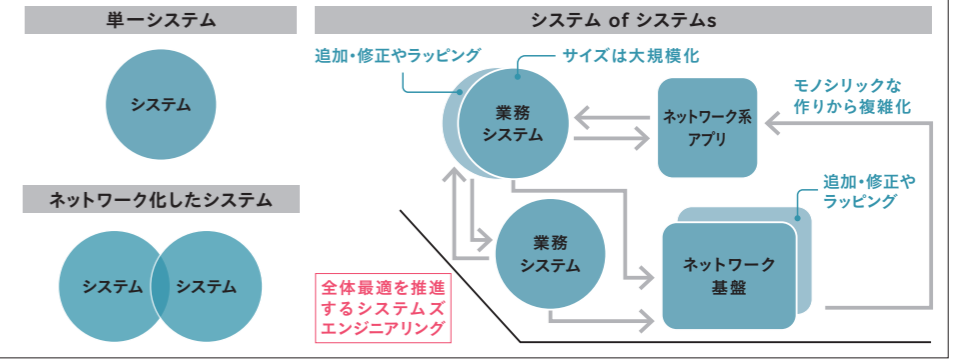 単一システム
システム
ネットワーク化したシステム
システム
システム
システム of システムs
追加・修正やラッピング
サイズは大規模化
業務
システム
ネットワーク系
アプリ
モノシリックな
作りから複雑化
追加・修正や
ラッピング
業務
システム
ネットワーク
基盤
全体最適を推進
するシステムズ
エンジニアリング